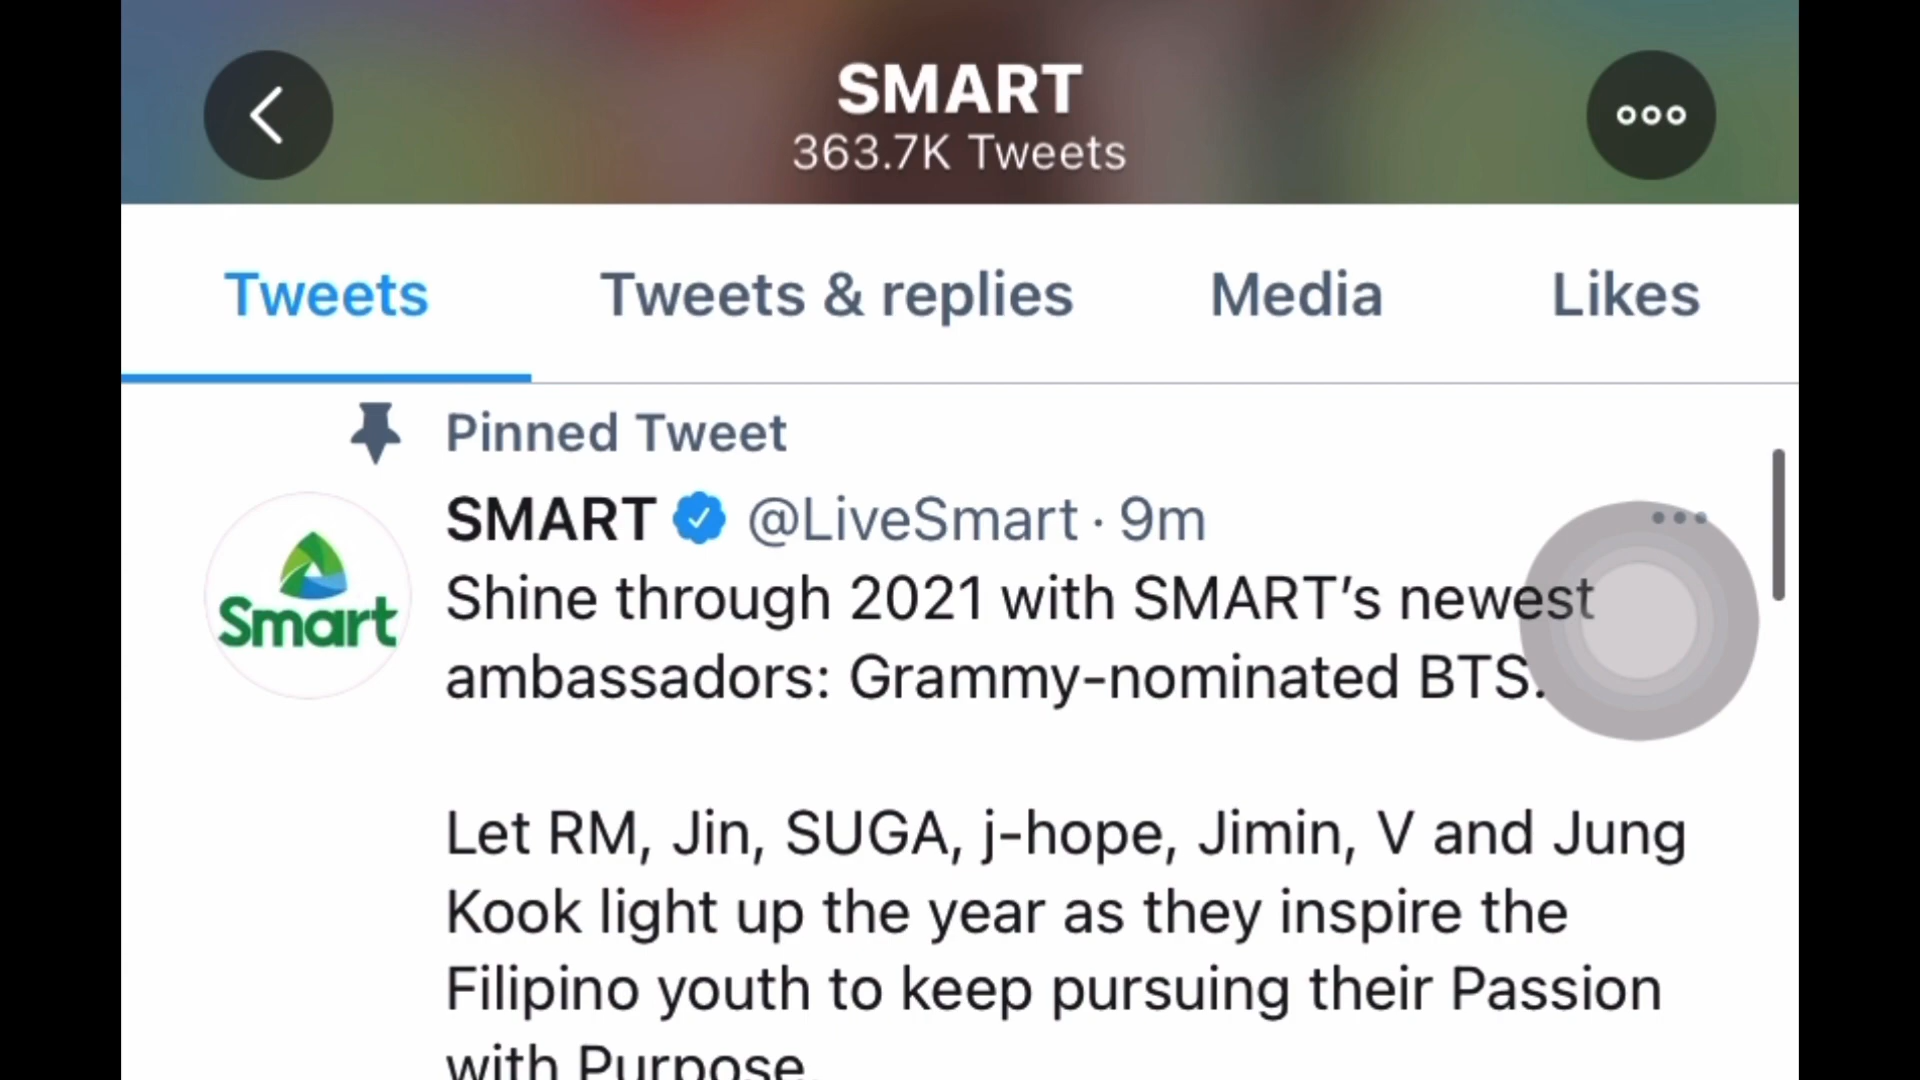 SMART
363.7K Tweets
Tweets
Tweets & replies
Media
Likes
Pinned Tweet
SMART @LiveSmart · 9m
Smart
Shine through 2021 with SMART’s newest
ambassadors: Grammy-nominated BTS.
Let RM, Jin, SUGA, j-hope, Jimin, V and Jung
Kook light up the year as they inspire the
Filipino youth to keep pursuing their Passion
with Purpose.